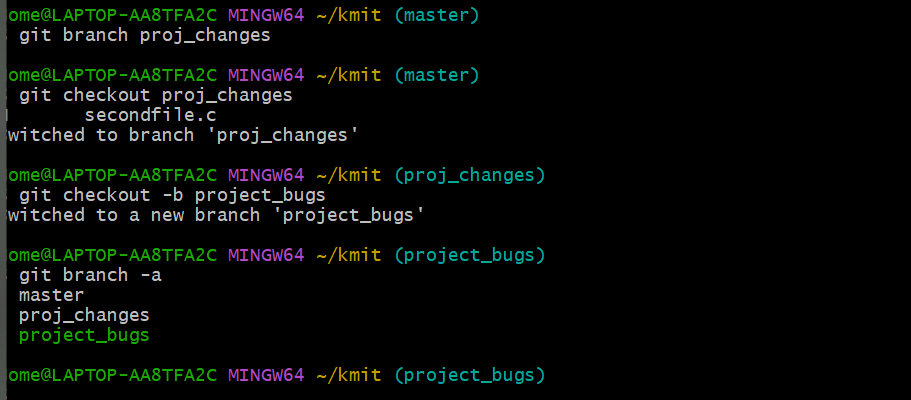 ome@LAPTOP-AA8TFA2C MINGW64 ~/kmit (master)
git branch proj_changes
ome@LAPTOP-AA8TFA2C MINGW64 ~/kmit (master)
git checkout proj_changes
secondfile.c
witched to branch 'proj_changes'
ome@LAPTOP-AA8TFA2C MINGW64 ~/kmit (proj_changes)
git checkout -b project_bugs
witched to a new branch 'project_bugs'
ome@LAPTOP-AA8TFA2C MINGW64 ~/kmit (project_bugs)
git branch -a
master
proj_changes
project_bugs
ome@LAPTOP-AA8TFA2C MINGW64 ~/kmit (project_bugs)